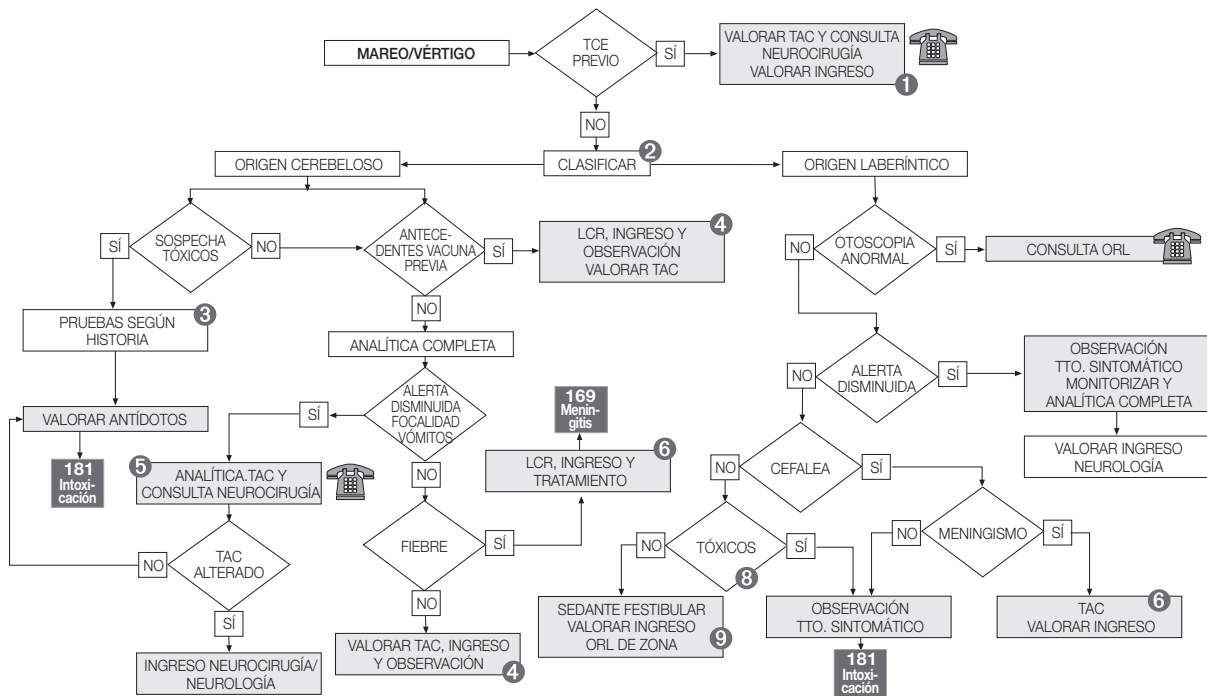 MAREO/VÉRTIGO
TCE
PREVIO
SÍ
VALORAR TAC Y CONSULTA
NEUROCIRUGÍA
VALORAR INGRESO
1
NO
ORIGEN CEREBELOSO
CLASIFICAR
2
ORIGEN LABERÍNTICO
SÍ
SOSPECHA
TÓXICOS
NO
ANTECE-
DENTES VACUNA
PREVIA
SÍ
LCR, INGRESO Y
OBSERVACIÓN
VALORAR TAC
4
NO
OTOSCOPIA
ANORMAL
SÍ
CONSULTA ORL
PRUEBAS SEGÚN
HISTORIA
3
NO
ANALÍTICA COMPLETA
NO
ALERTA
DISMINUIDA
SÍ
OBSERVACIÓN
TTO. SINTOMÁTICO
MONITORIZAR Y
ANALÍTICA COMPLETA
VALORAR ANTÍDOTOS
SÍ
ALERTA
DISMINUIDA
FOCALIDAD
VÓMITOS
169
Menin-
gitis
VALORAR INGRESO
NEUROLOGÍA
181
Intoxi-
cación
5
ANALÍTICA.TAC Y
CONSULTA NEUROCIRUGÍA
NO
LCR, INGRESO Y
TRATAMIENTO
6
NO
CEFALEA
SÍ
NO
TAC
ALTERADO
FIEBRE
SÍ
NO
TÓXICOS
8
SÍ
NO
MENINGISMO
SÍ
SÍ
NO
INGRESO NEUROCIRUGÍA/
NEUROLOGÍA
VALORAR TAC, INGRESO
Y OBSERVACIÓN
4
SEDANTE FESTIBULAR
VALORAR INGRESO
ORL DE ZONA
9
OBSERVACIÓN
TTO. SINTOMÁTICO
TAC
VALORAR INGRESO
6
181
Intoxi-
cación